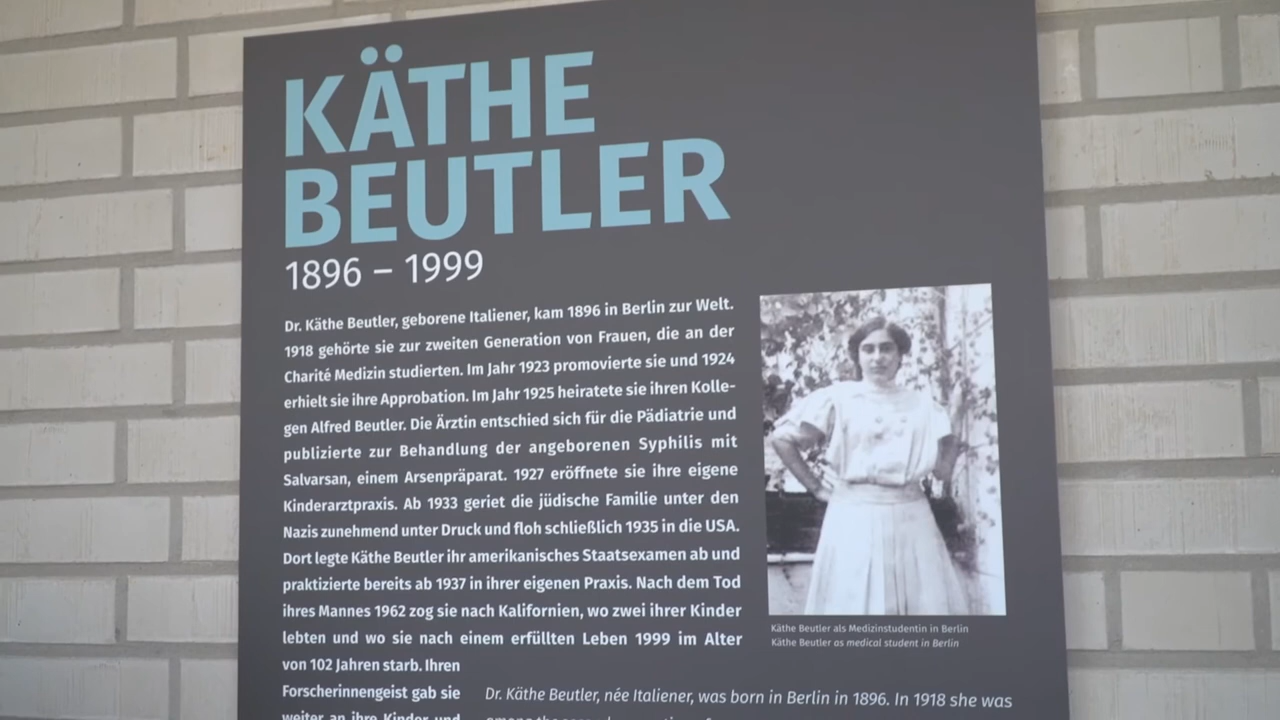 KÄTHE
BEUTLER
1896 – 1999
Dr. Käthe Beutler, geborene Italiener, kam 1896 in Berlin zur Welt.
1918 gehörte sie zur zweiten Generation von Frauen, die an der
Charité Medizin studierten. Im Jahr 1923 promovierte sie und 1924
erhielt sie ihre Approbation. Im Jahr 1925 heiratete sie ihren Kolle-
gen Alfred Beutler. Die Ärztin entschied sich für die Pädiatrie und
publizierte zur Behandlung der angeborenen Syphilis mit
Salvarsan, einem Arsenpräparat. 1927 eröffnete sie ihre eigene
Kinderarztpraxis. Ab 1933 geriet die jüdische Familie unter den
Nazis zunehmend unter Druck und floh schließlich 1935 in die USA.
Dort legte Käthe Beutler ihr amerikanisches Staatsexamen ab und
praktizierte bereits ab 1937 in ihrer eigenen Praxis. Nach dem Tod
ihres Mannes 1962 zog sie nach Kalifornien, wo zwei ihrer Kinder
lebten und wo sie nach einem erfüllten Leben 1999 im Alter
von 102 Jahren starb. Ihren
Forscherinnengeist gab sie
weiter an ihre Kinder und
Käthe Beutler als Medizinstudentin in Berlin
Käthe Beutler as medical student in Berlin
Dr. Käthe Beutler, née Italiener, was born in Berlin in 1896. In 1918 she was